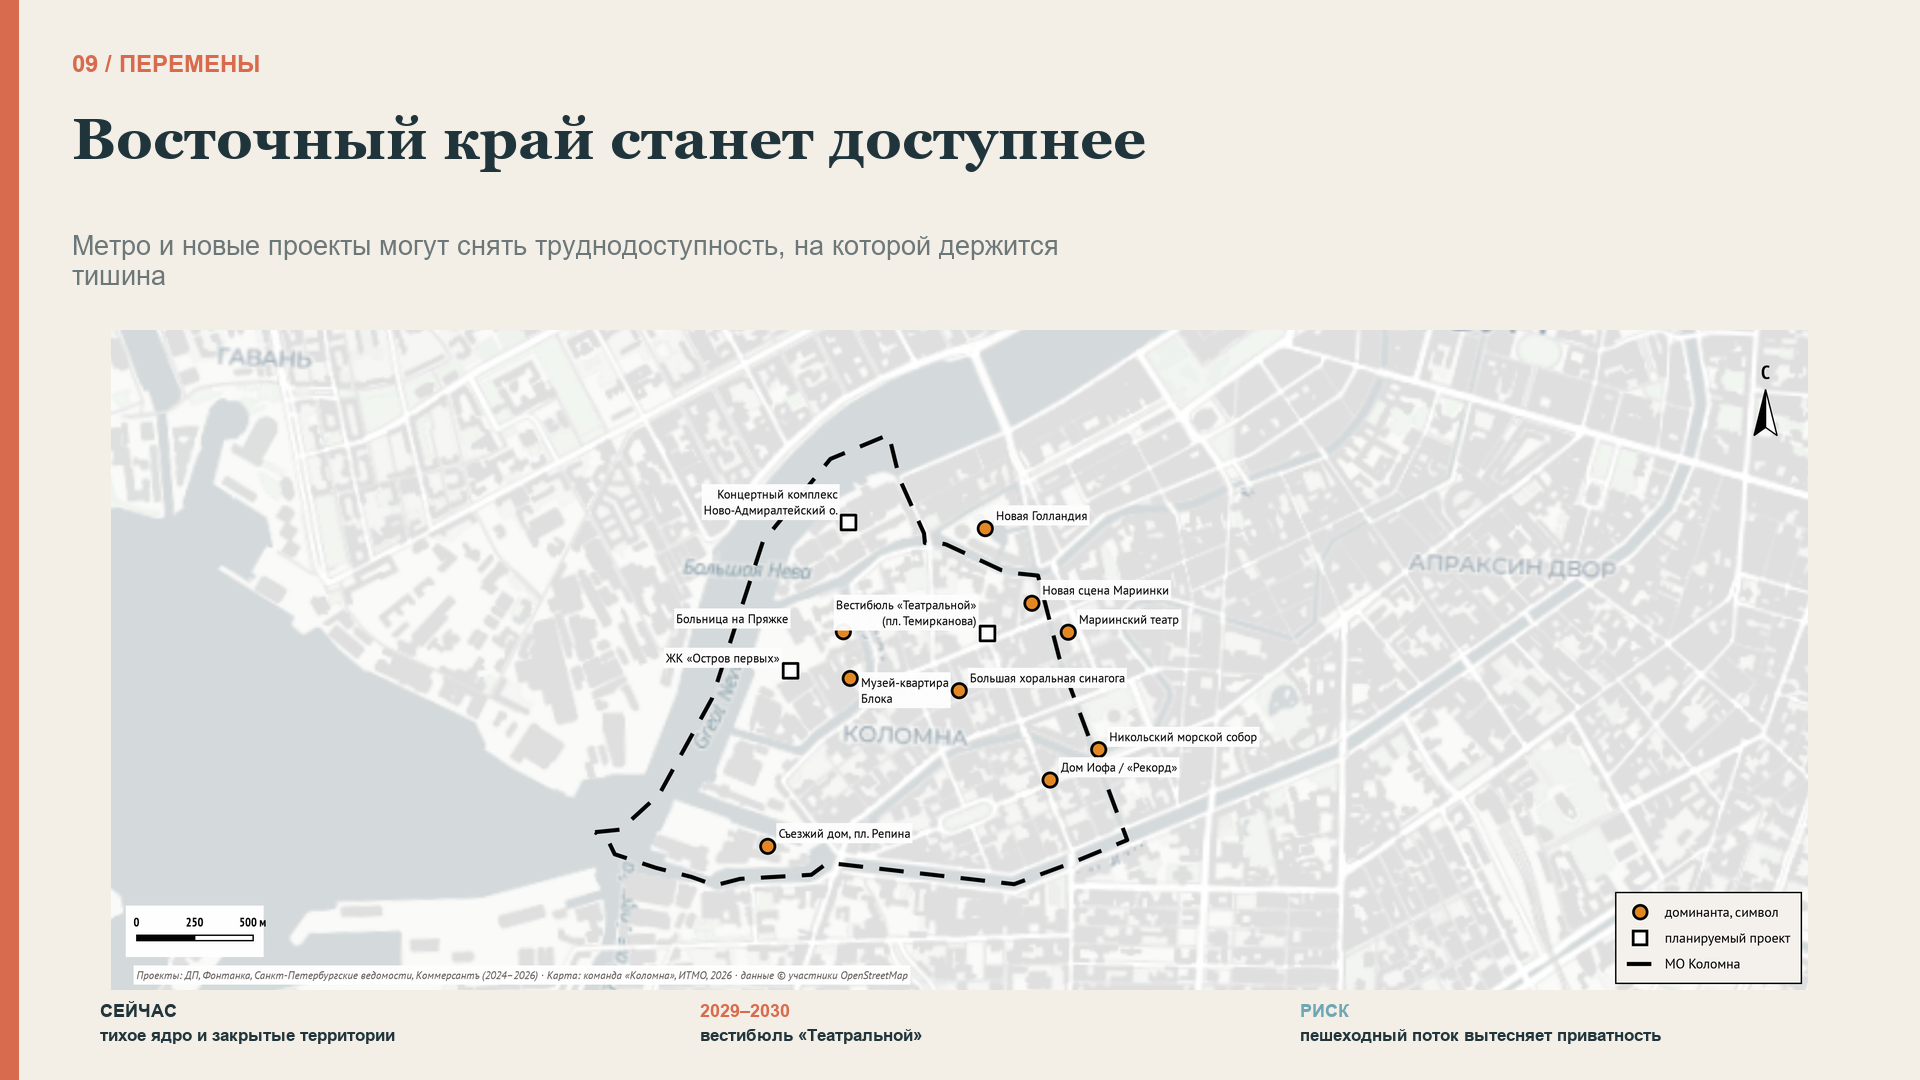 09 / ПЕРЕМЕНЫ
Восточный край станет доступнее
Метро и новые проекты могут снять труднодоступность, на которой держится
тишина
ГАВАНЬ
С
Концертный комплекс
Ново-Адмиралтейский о.
Новая Голландия
Большая Нева
АПРАКСИН ДВОР
Новая сцена Мариинки
Вестибюль «Театральной»
(пл. Темирканова)
Больница на Пряжке
Мариинский театр
ЖК «Остров первых»
Большая хоральная синагога
Музей-квартира
Блока
Great Neva
КОЛОМНА
Никольский морской собор
Дом Иофа / «Рекорд»
Съезжий дом, пл. Репина
0 250 500 м
доминанта, символ
планируемый проект
МО Коломна
Проекты: ДП, Фонтанка, Санкт-Петербургские ведомости, Коммерсантъ (2024–2026) · Карта: команда «Коломна», ИТМО, 2026 · данные © участники OpenStreetMap
СЕЙЧАС
тихое ядро и закрытые территории
2029–2030
вестибюль «Театральной»
РИСК
пешеходный поток вытесняет приватность